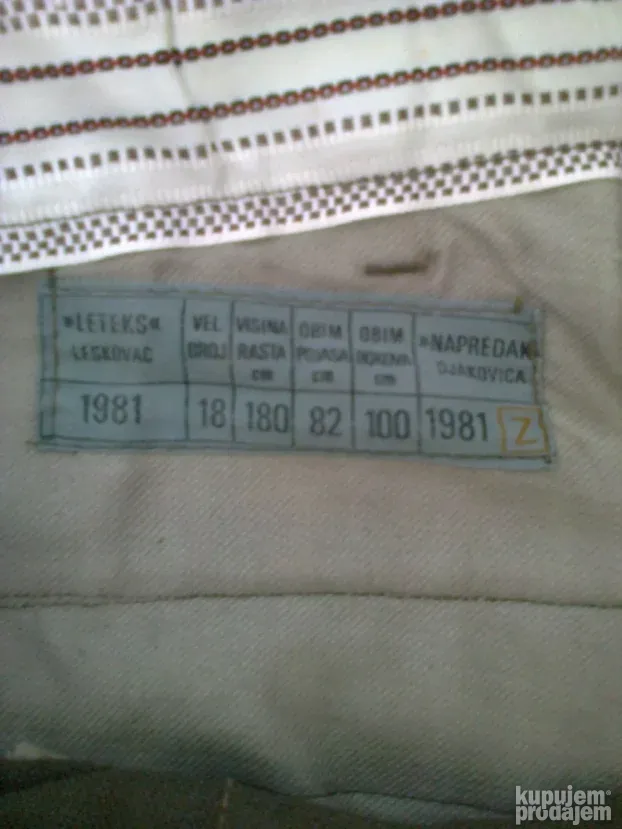 »LETEKS«
LESKOVAC
VEL.
BROJ
VISINA
RASTA
cm
OBIM
POJASA
cm
OBIM
BOKOVA
cm
»NAPREDAK
DJAKOVICA
1981
18
180
82
100
1981
Z
kupujem
prodajem